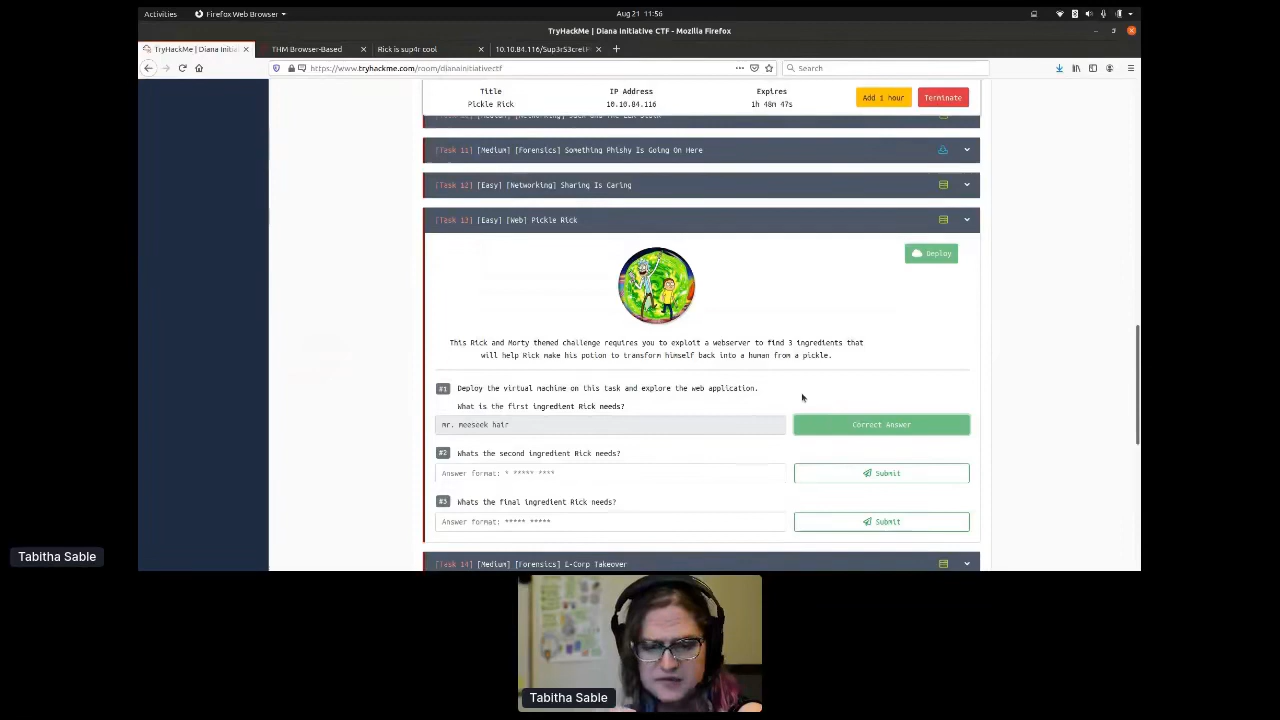 Activities
Firefox Web Browser
Aug 21 11:56
TryHackMe | Diana Initiative CTF - Mozilla Firefox
TryHackMe | Diana Initia
THM Browser-Based
Rick is sup4r cool
10.10.84.116/Sup3rS3cretP
https://www.tryhackme.com/room/dianainitiativectf
Search
Title
IP Address
Expires
Pickle Rick
10.10.84.116
1h 48m 47s
Add 1 hour
Terminate
[Task 11] [Medium] [Forensics] Something Phishy Is Going On Here
[Task 12] [Easy] [Networking] Sharing Is Caring
[Task 13] [Easy] [Web] Pickle Rick
Deploy
This Rick and Morty themed challenge requires you to exploit a webserver to find 3 ingredients that
will help Rick make his potion to transform himself back into a human from a pickle.
#1 Deploy the virtual machine on this task and explore the web application.
What is the first ingredient Rick needs?
mr. meeseek hair
Correct Answer
#2 Whats the second ingredient Rick needs?
Answer format: * ***** ****
Submit
#3 Whats the final ingredient Rick needs?
Answer format: ***** *****
Submit
[Task 14] [Medium] [Forensics] E-Corp Takeover
Tabitha Sable
Tabitha Sable